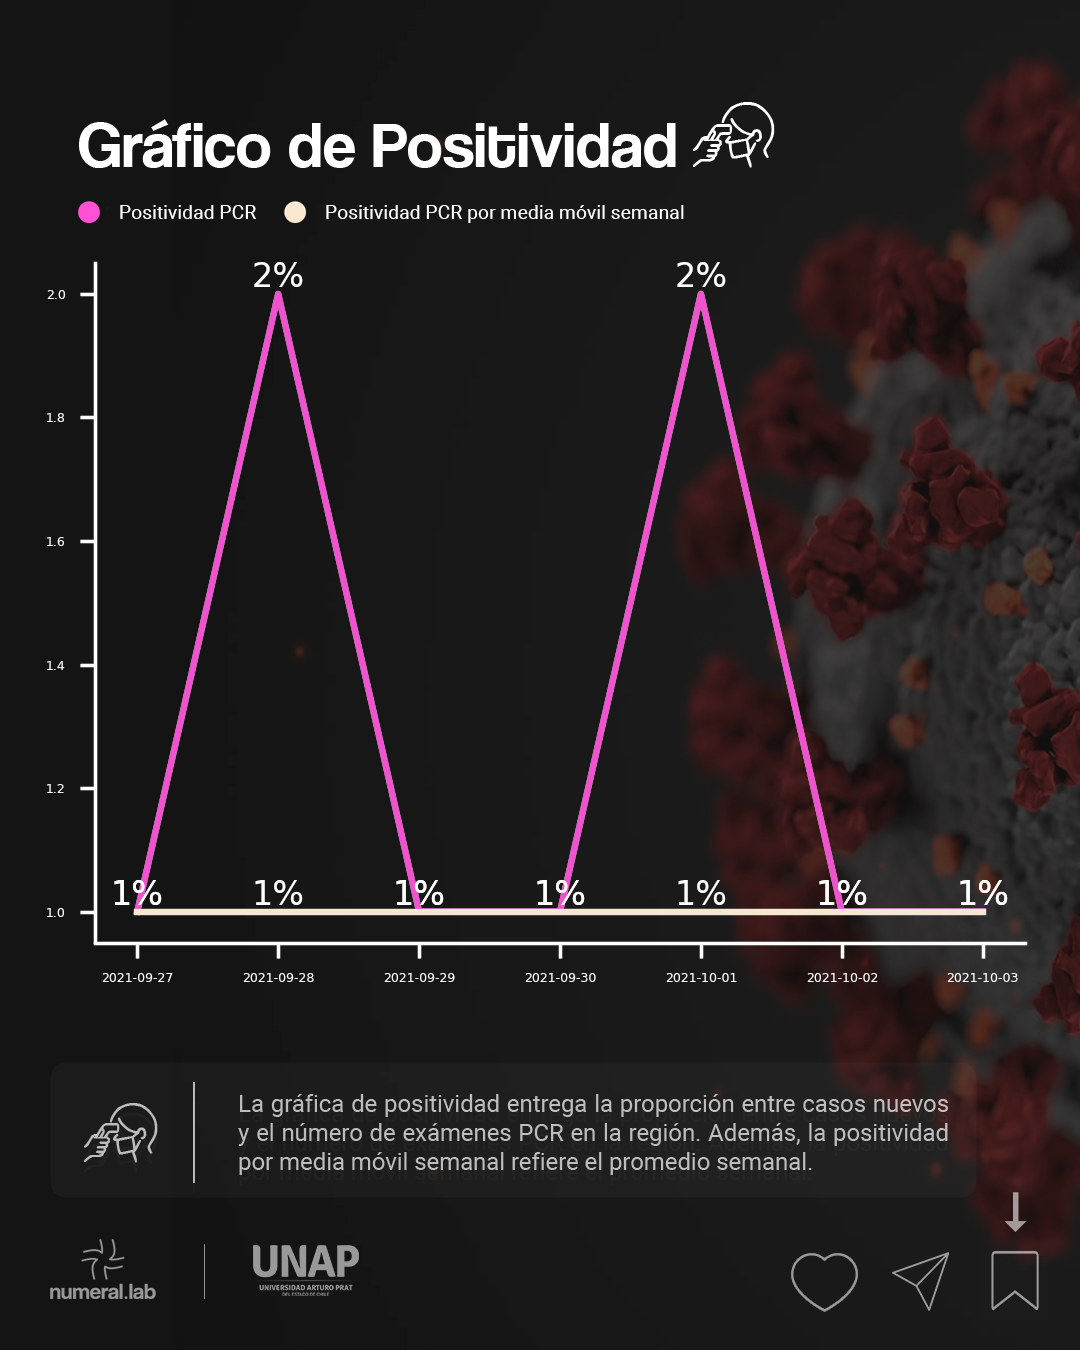 Gráfico de Positividad
Positividad PCR
Positividad PCR por media móvil semanal
2% 2%
2.0
1.8
1.6
1.4
1.2
1% 1% 1% 1% 1% 1% 1%
1.0
2021-09-27 2021-09-28 2021-09-29 2021-09-30 2021-10-01 2021-10-02 2021-10-03
La gráfica de positividad entrega la proporción entre casos nuevos
y el número de exámenes PCR en la región. Además, la positividad
por media móvil semanal refiere el promedio semanal.
numeral.lab
UNAP
UNIVERSIDAD ARTURO PRAT
DEL ESTADO DE CHILE